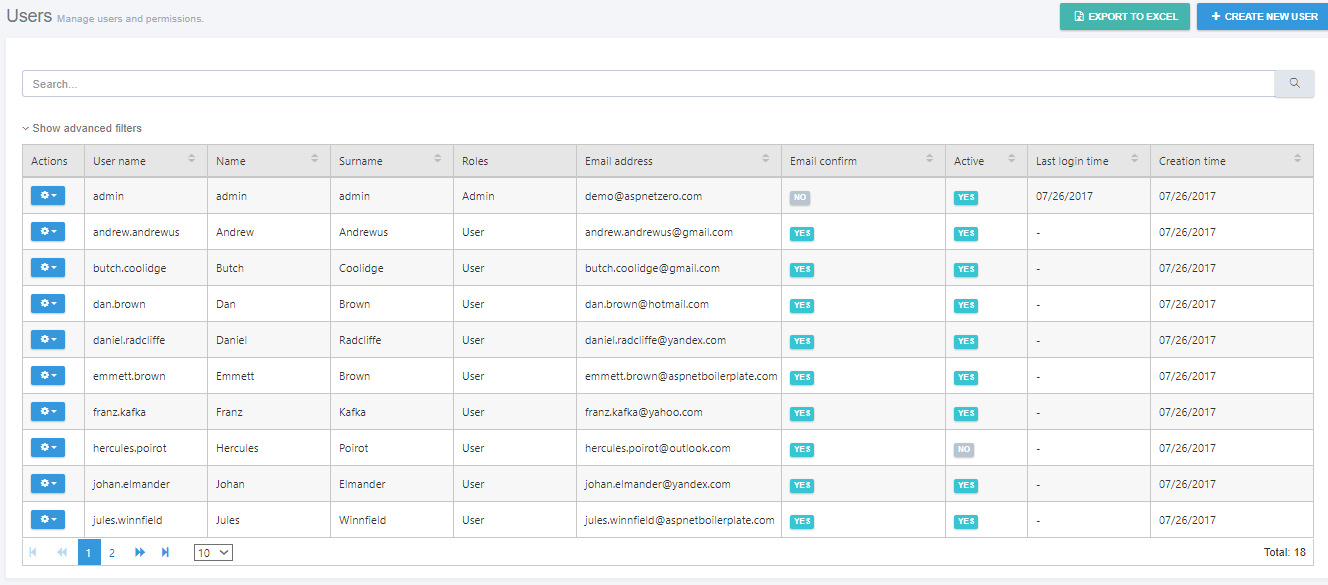 Users Manage users and permissions. EXPORT TO EXCEL + CREATE NEW USER
Search...
Show advanced filters
Actions User name Name Surname Roles Email address Email confirm Active Last login time Creation time
admin admin admin Admin demo@aspnetzero.com NO YES 07/26/2017 07/26/2017
andrew.andrewus Andrew Andrewus User andrew.andrewus@gmail.com YES YES - 07/26/2017
butch.coolidge Butch Coolidge User butch.coolidge@gmail.com YES YES - 07/26/2017
dan.brown Dan Brown User dan.brown@hotmail.com YES YES - 07/26/2017
daniel.radcliffe Daniel Radcliffe User daniel.radcliffe@yandex.com YES YES - 07/26/2017
emmett.brown Emmett Brown User emmett.brown@aspnetboilerplate.com YES YES - 07/26/2017
franz.kafka Franz Kafka User franz.kafka@yahoo.com YES YES - 07/26/2017
hercules.poirot Hercules Poirot User hercules.poirot@outlook.com YES NO - 07/26/2017
johan.elmander Johan Elmander User johan.elmander@yandex.com YES YES - 07/26/2017
jules.winnfield Jules Winnfield User jules.winnfield@aspnetboilerplate.com YES YES - 07/26/2017
1 2 10 Total: 18